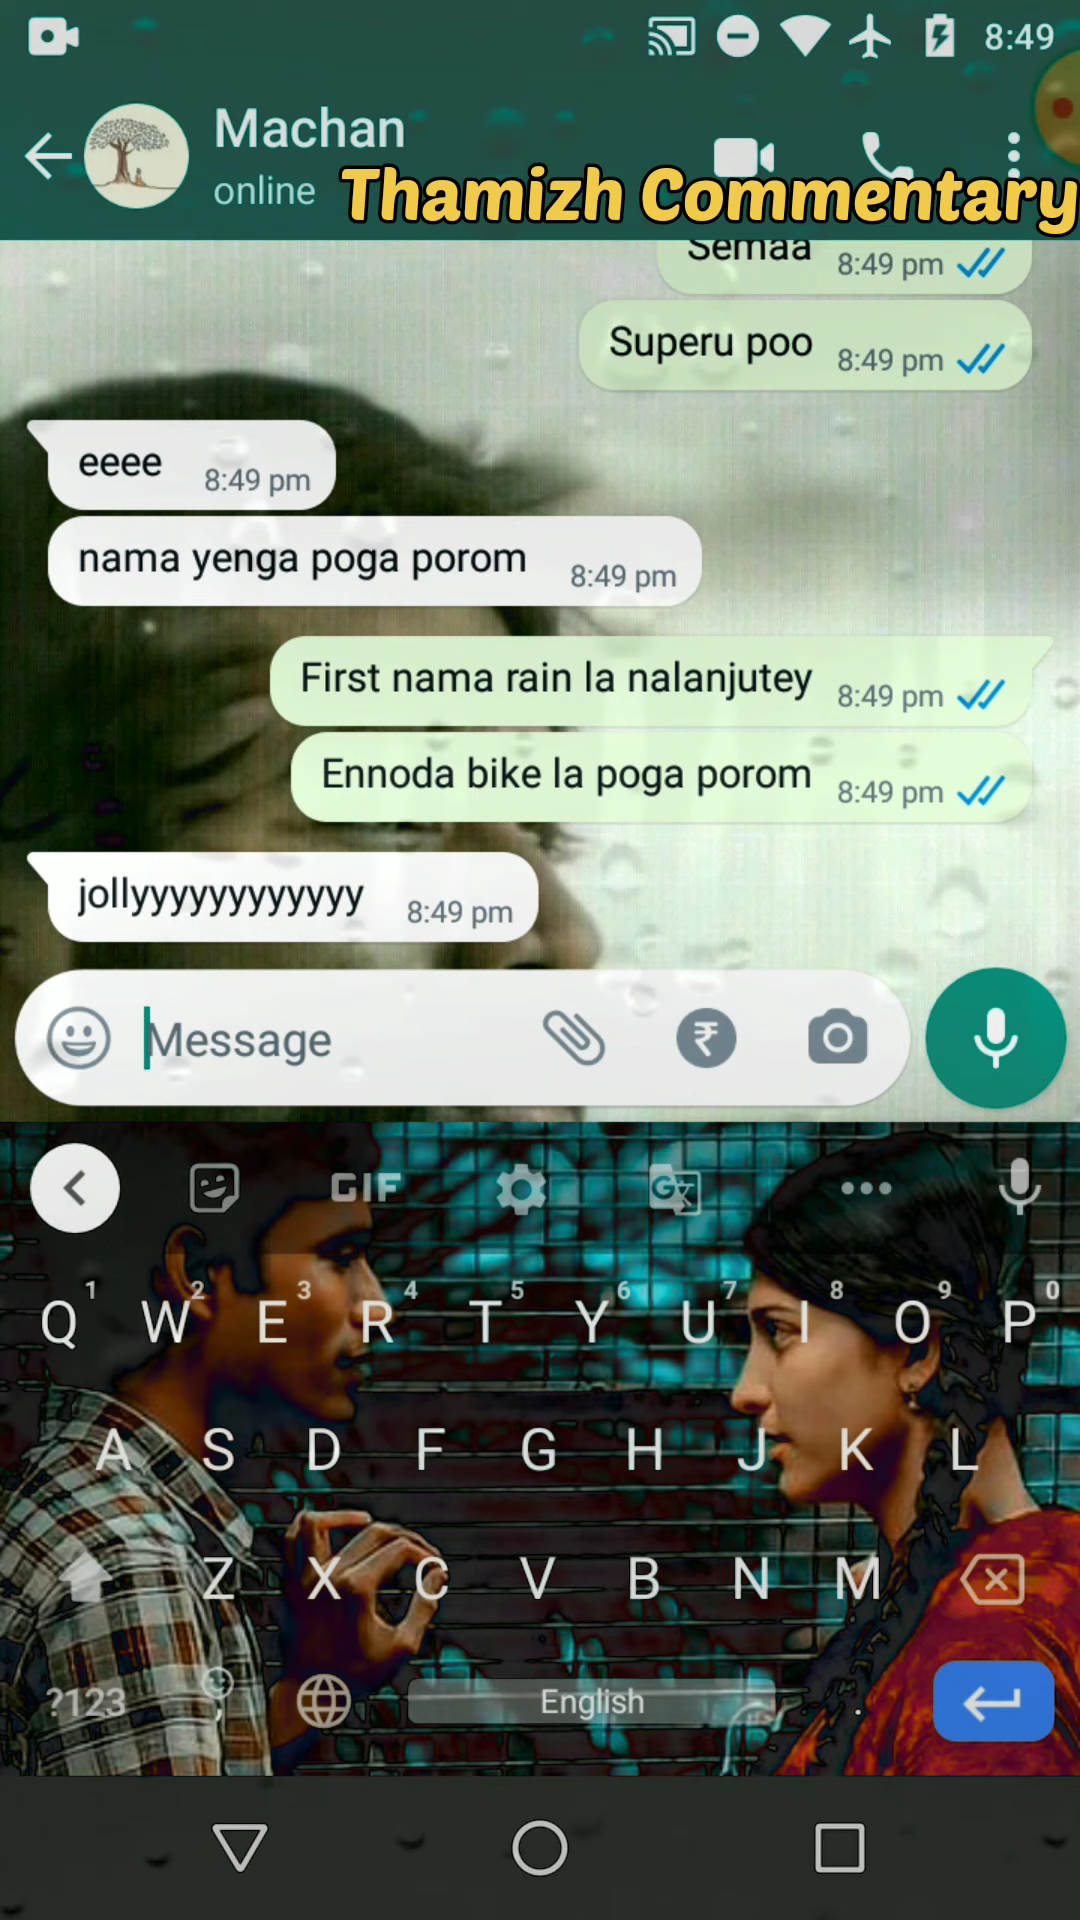 8:49
Machan
online
Thamizh Commentary
Semaa 8:49 pm
Superu poo 8:49 pm
eeee 8:49 pm
nama yenga poga porom 8:49 pm
First nama rain la nalanjutey 8:49 pm
Ennoda bike la poga porom 8:49 pm
jollyyyyyyyyyyyy 8:49 pm
Message ₹
GIF G
1 2 3 4 5 6 7 8 9 0
Q W E R T Y U I O P
A S D F G H J K L
Z X C V B N M
?123 , English .